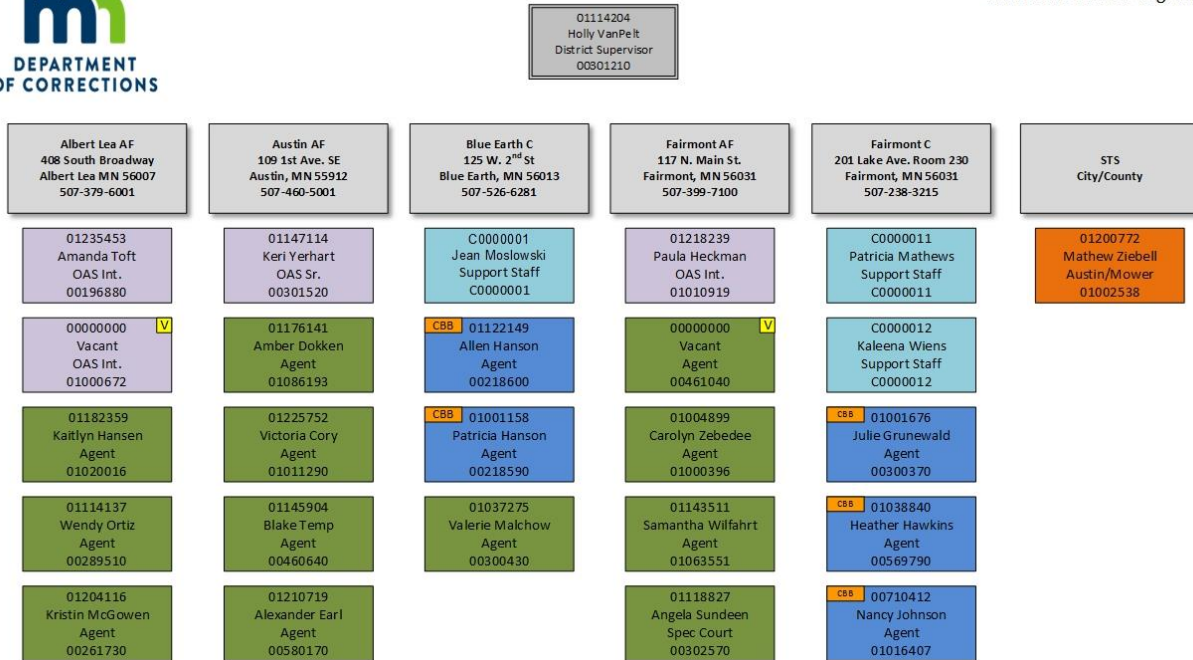 DEPARTMENT
OF CORRECTIONS
01114204
Holly VanPelt
District Supervisor
00301210
Albert Lea AF
408 South Broadway
Albert Lea MN 56007
507-379-6001
01235453
Amanda Toft
OAS Int.
00196880
00000000 V
Vacant
OAS Int.
01000672
01182359
Kaitlyn Hansen
Agent
01020016
01114137
Wendy Ortiz
Agent
00289510
01204116
Kristin McGowen
Agent
00261730
Austin AF
109 1st Ave. SE
Austin, MN 55912
507-460-5001
01147114
Keri Yerhart
OAS Sr.
00301520
01176141
Amber Dokken
Agent
01086193
01225752
Victoria Cory
Agent
01011290
01145904
Blake Temp
Agent
00460640
01210719
Alexander Earl
Agent
00580170
Blue Earth C
125 W. 2nd St
Blue Earth, MN 56013
507-526-6281
C0000001
Jean Moslowski
Support Staff
C0000001
CBB 01122149
Allen Hanson
Agent
00218600
CBB 01001158
Patricia Hanson
Agent
00218590
01037275
Valerie Malchow
Agent
00300430
Fairmont AF
117 N. Main St.
Fairmont, MN 56031
507-399-7100
01218239
Paula Heckman
OAS Int.
01010919
00000000 V
Vacant
Agent
00461040
01004899
Carolyn Zebedee
Agent
01000396
01143511
Samantha Wilfahrt
Agent
01063551
01118827
Angela Sundeen
Spec Court
00302570
Fairmont C
201 Lake Ave. Room 230
Fairmont, MN 56031
507-238-3215
C0000011
Patricia Mathews
Support Staff
C0000011
C0000012
Kaleena Wiens
Support Staff
C0000012
CBB 01001676
Julie Grunewald
Agent
00300370
CBB 01038840
Heather Hawkins
Agent
00569790
CBB 00710412
Nancy Johnson
Agent
01016407
STS
City/County
01200772
Mathew Ziebell
Austin/Mower
01002538